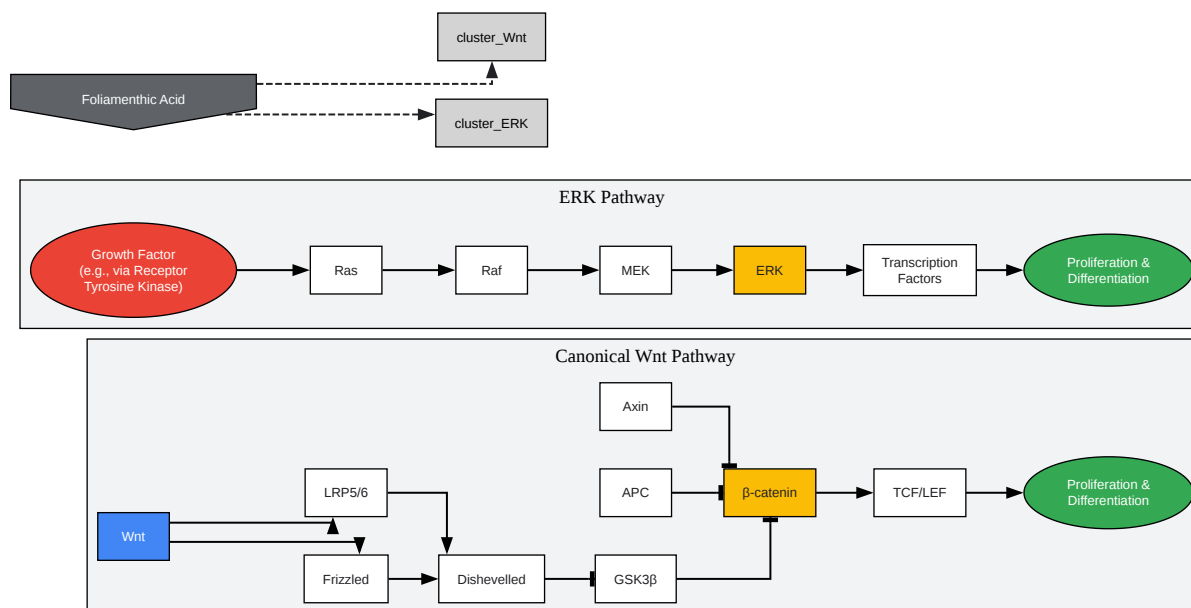 cluster_Wnt
Foliamenthic Acid
cluster_ERK
ERK Pathway
Growth Factor
(e.g., via Receptor
Tyrosine Kinase)
Ras
Raf
MEK
ERK
Transcription
Factors
Proliferation &
Differentiation
Canonical Wnt Pathway
Axin
LRP5/6
APC
β-catenin
TCF/LEF
Proliferation &
Differentiation
Wnt
Frizzled
Dishevelled
GSK3β